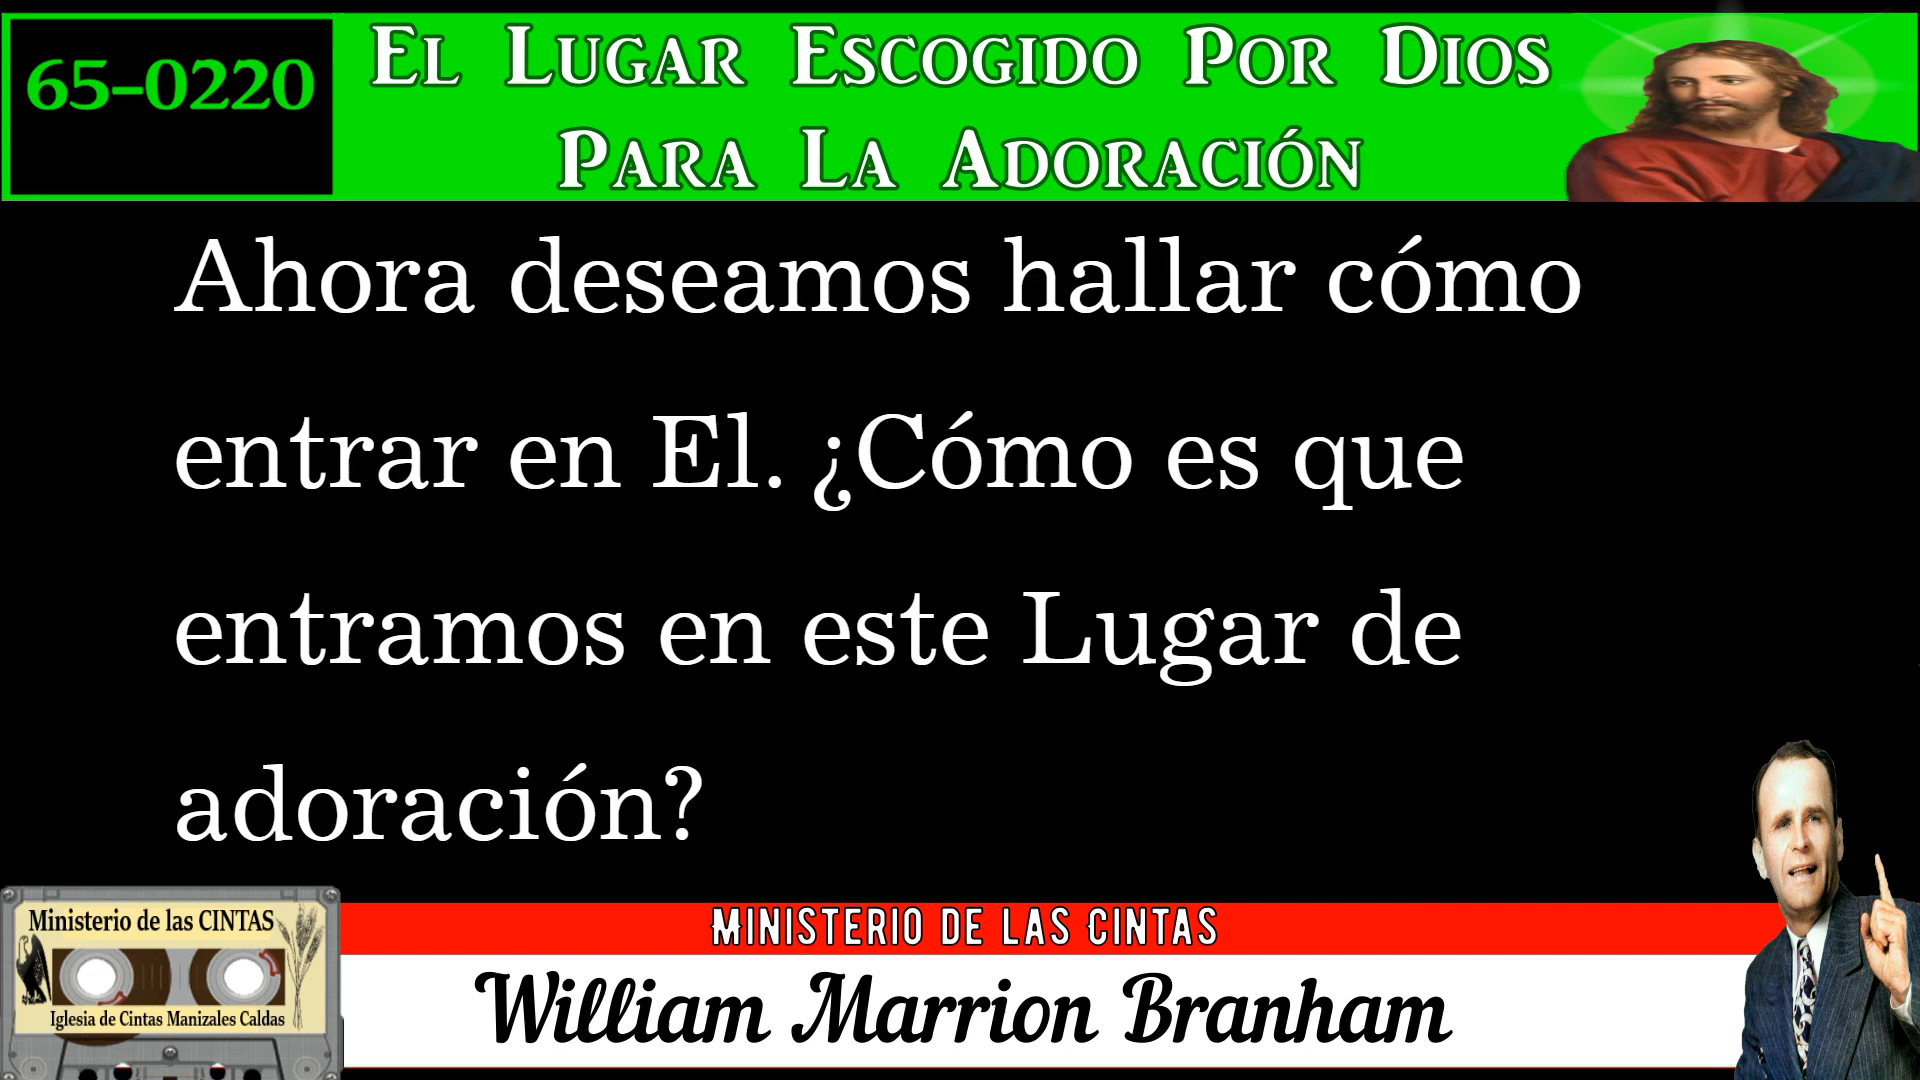 65-0220
El Lugar Escogido Por Dios
Para La Adoración
Ahora deseamos hallar cómo
entrar en El. ¿Cómo es que
entramos en este Lugar de
adoración?
Ministerio de las CINTAS
Iglesia de Cintas Manizales Caldas
MINISTERIO DE LAS CINTAS
William Marrion Branham